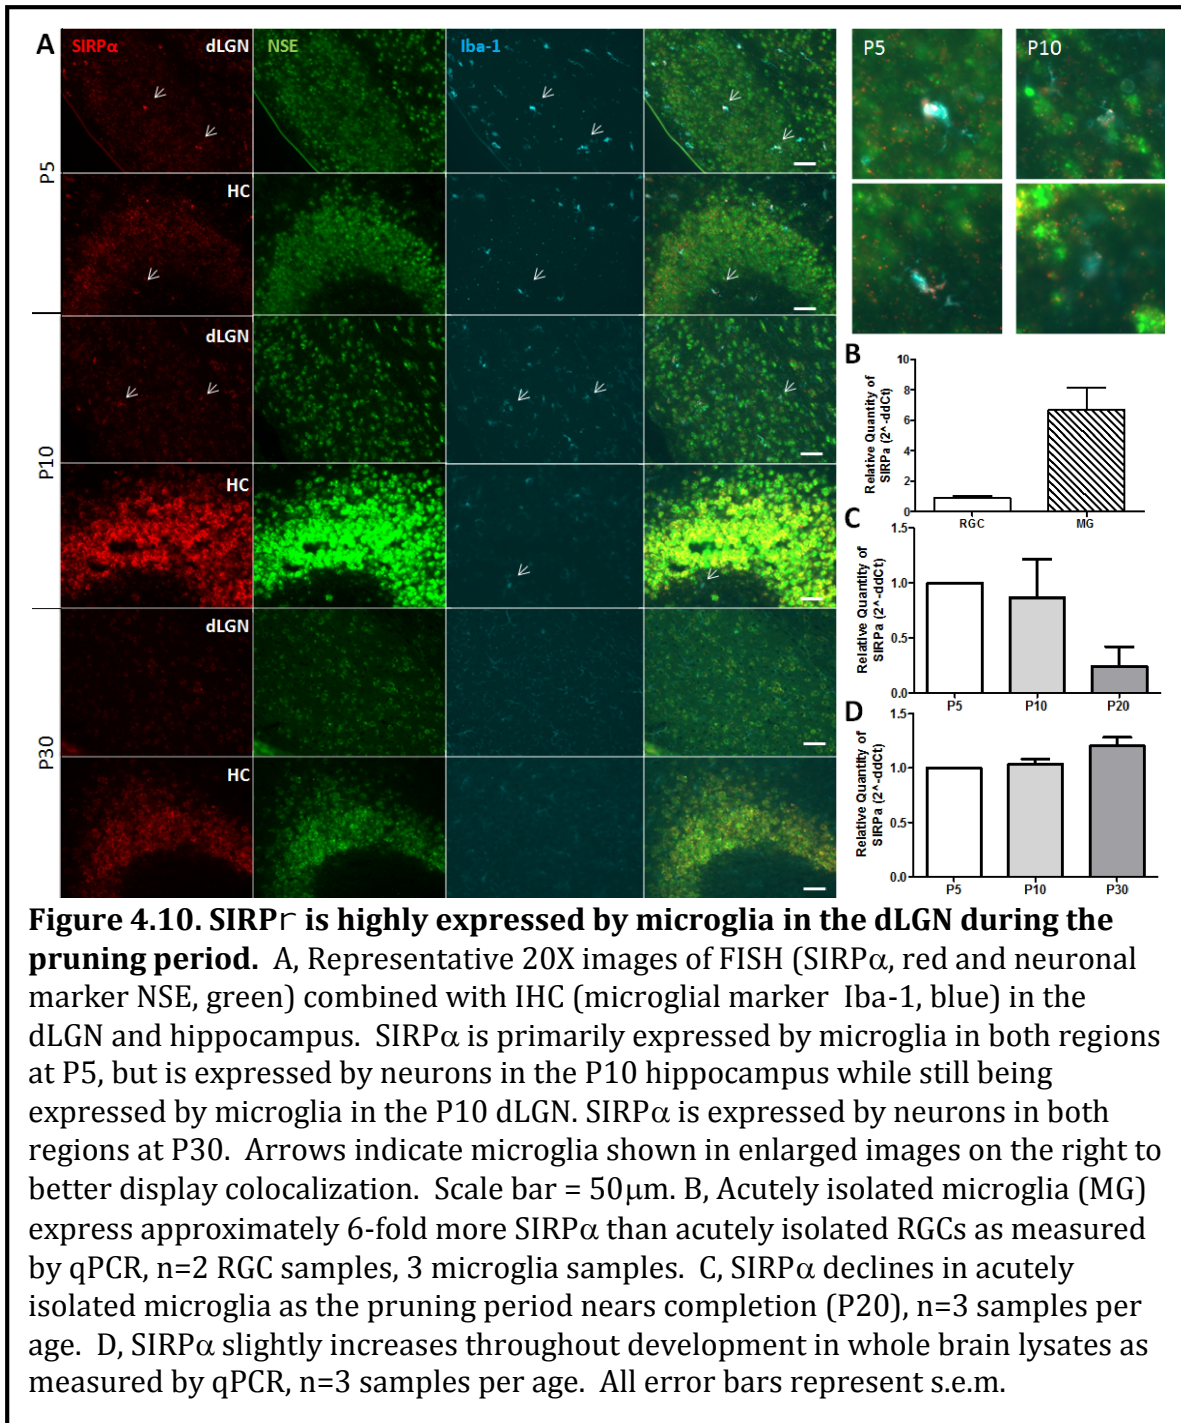 A
SIRPα
dLGN
NSE
Iba-1
P5
HC
dLGN
P10
HC
dLGN
P30
HC
P5
P10
B
Relative Quantity of
SIRPa (2^-ddCt)
10
8
6
4
2
0
RGC
MG
C
Relative Quantity of
SIRPa (2^-ddCt)
1.5
1.0
0.5
0.0
P5
P10
P20
D
Relative Quantity of
SIRPa (2^-ddCt)
1.5
1.0
0.5
0.0
P5
P10
P30
Figure 4.10. SIRPґ is highly expressed by microglia in the dLGN during the
pruning period. A, Representative 20X images of FISH (SIRPα, red and neuronal
marker NSE, green) combined with IHC (microglial marker Iba-1, blue) in the
dLGN and hippocampus. SIRPα is primarily expressed by microglia in both regions
at P5, but is expressed by neurons in the P10 hippocampus while still being
expressed by microglia in the P10 dLGN. SIRPα is expressed by neurons in both
regions at P30. Arrows indicate microglia shown in enlarged images on the right to
better display colocalization. Scale bar = 50μm. B, Acutely isolated microglia (MG)
express approximately 6-fold more SIRPα than acutely isolated RGCs as measured
by qPCR, n=2 RGC samples, 3 microglia samples. C, SIRPα declines in acutely
isolated microglia as the pruning period nears completion (P20), n=3 samples per
age. D, SIRPα slightly increases throughout development in whole brain lysates as
measured by qPCR, n=3 samples per age. All error bars represent s.e.m.